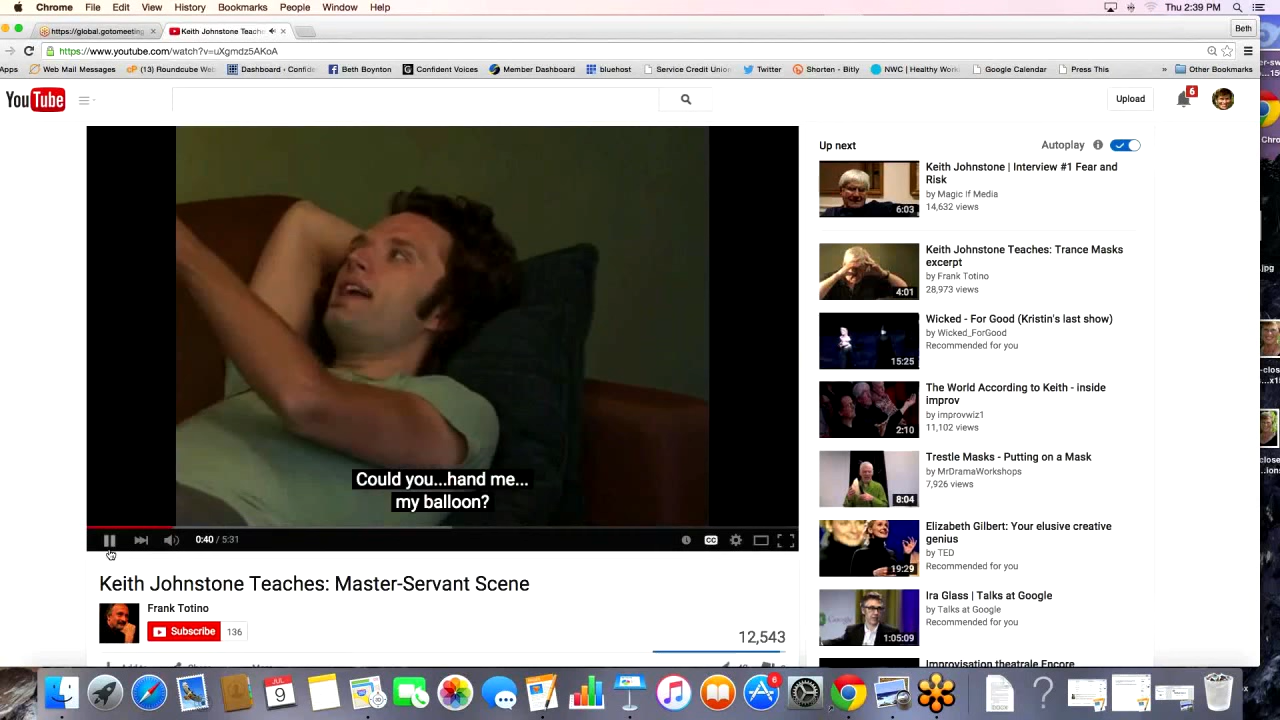 Chrome File Edit View History Bookmarks People Window Help Thu 2:39 PM
https://global.gotomeeting Keith Johnstone Teach Beth
https://www.youtube.com/watch?v=uXgmdz5AKoA
Apps Web Mail Messages (13) Roundcube Web Dashboard ‹ Confide Beth Boynton Confident Voices Member Dashboard bluehost Service Credit Union Twitter Shorten - Bitly NWC | Healthy Work Google Calendar Press This » Other Bookmarks
YouTube Upload 6
Could you...hand me...
my balloon?
0:40 / 5:31 CC
Keith Johnstone Teaches: Master-Servant Scene
Frank Totino
Subscribe 136
12,543
Up next Autoplay
Keith Johnstone | Interview #1 Fear and
Risk
by Magic If Media
14,632 views
6:03
Keith Johnstone Teaches: Trance Masks
excerpt
by Frank Totino
28,973 views
4:01
Wicked - For Good (Kristin's last show)
by Wicked_ForGood
Recommended for you
15:25
The World According to Keith - inside
improv
by improvwiz1
11,102 views
2:10
Trestle Masks - Putting on a Mask
by MrDramaWorkshops
7,926 views
8:04
Elizabeth Gilbert: Your elusive creative
genius
by TED
Recommended for you
19:29
Ira Glass | Talks at Google
by Talks at Google
Recommended for you
1:05:09
Improvisation theatrale Encore
JUL
9
6